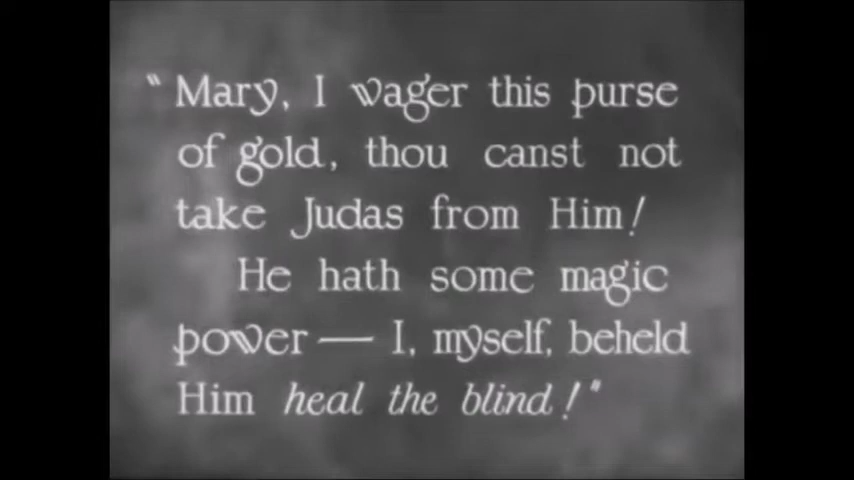 "Mary, I wager this purse
of gold, thou canst not
take Judas from Him!
He hath some magic
power — I, myself, beheld
Him heal the blind!"